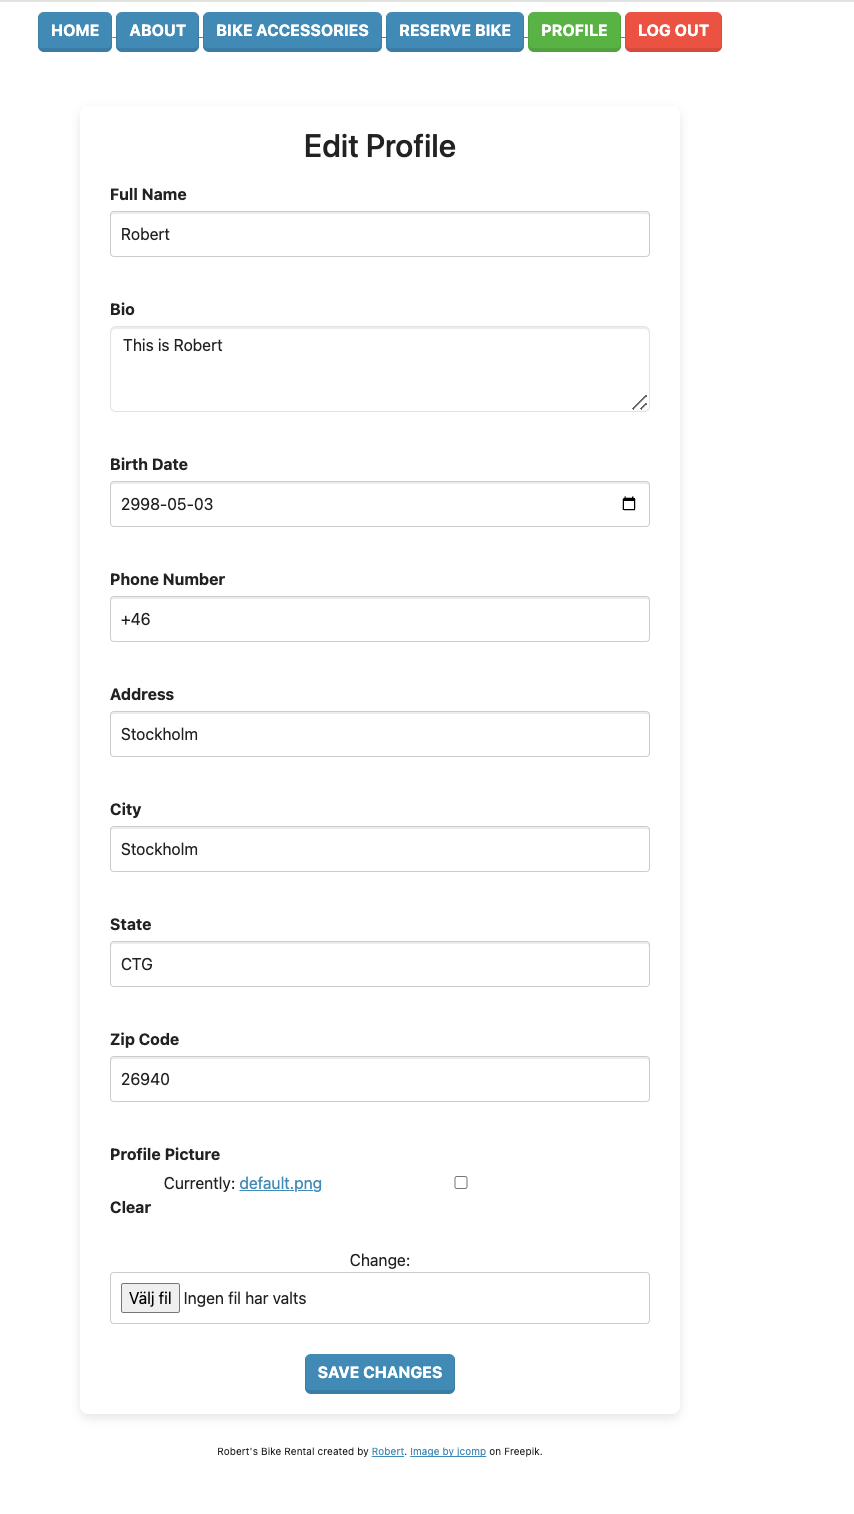 HOME ABOUT BIKE ACCESSORIES RESERVE BIKE PROFILE LOG OUT
Edit Profile
Full Name
Robert
Bio
This is Robert
Birth Date
2998-05-03
Phone Number
+46
Address
Stockholm
City
Stockholm
State
CTG
Zip Code
26940
Profile Picture
Currently: default.png
Clear
Change:
Välj fil Ingen fil har valts
SAVE CHANGES
Robert's Bike Rental created by Robert. Image by jcomp on Freepik.